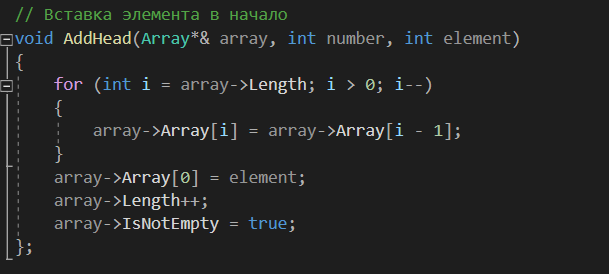 // Вставка элемента в начало
void AddHead(Array*& array, int number, int element)
{
    for (int i = array->Length; i > 0; i--)
    {
        array->Array[i] = array->Array[i - 1];
    }
    array->Array[0] = element;
    array->Length++;
    array->IsNotEmpty = true;
};